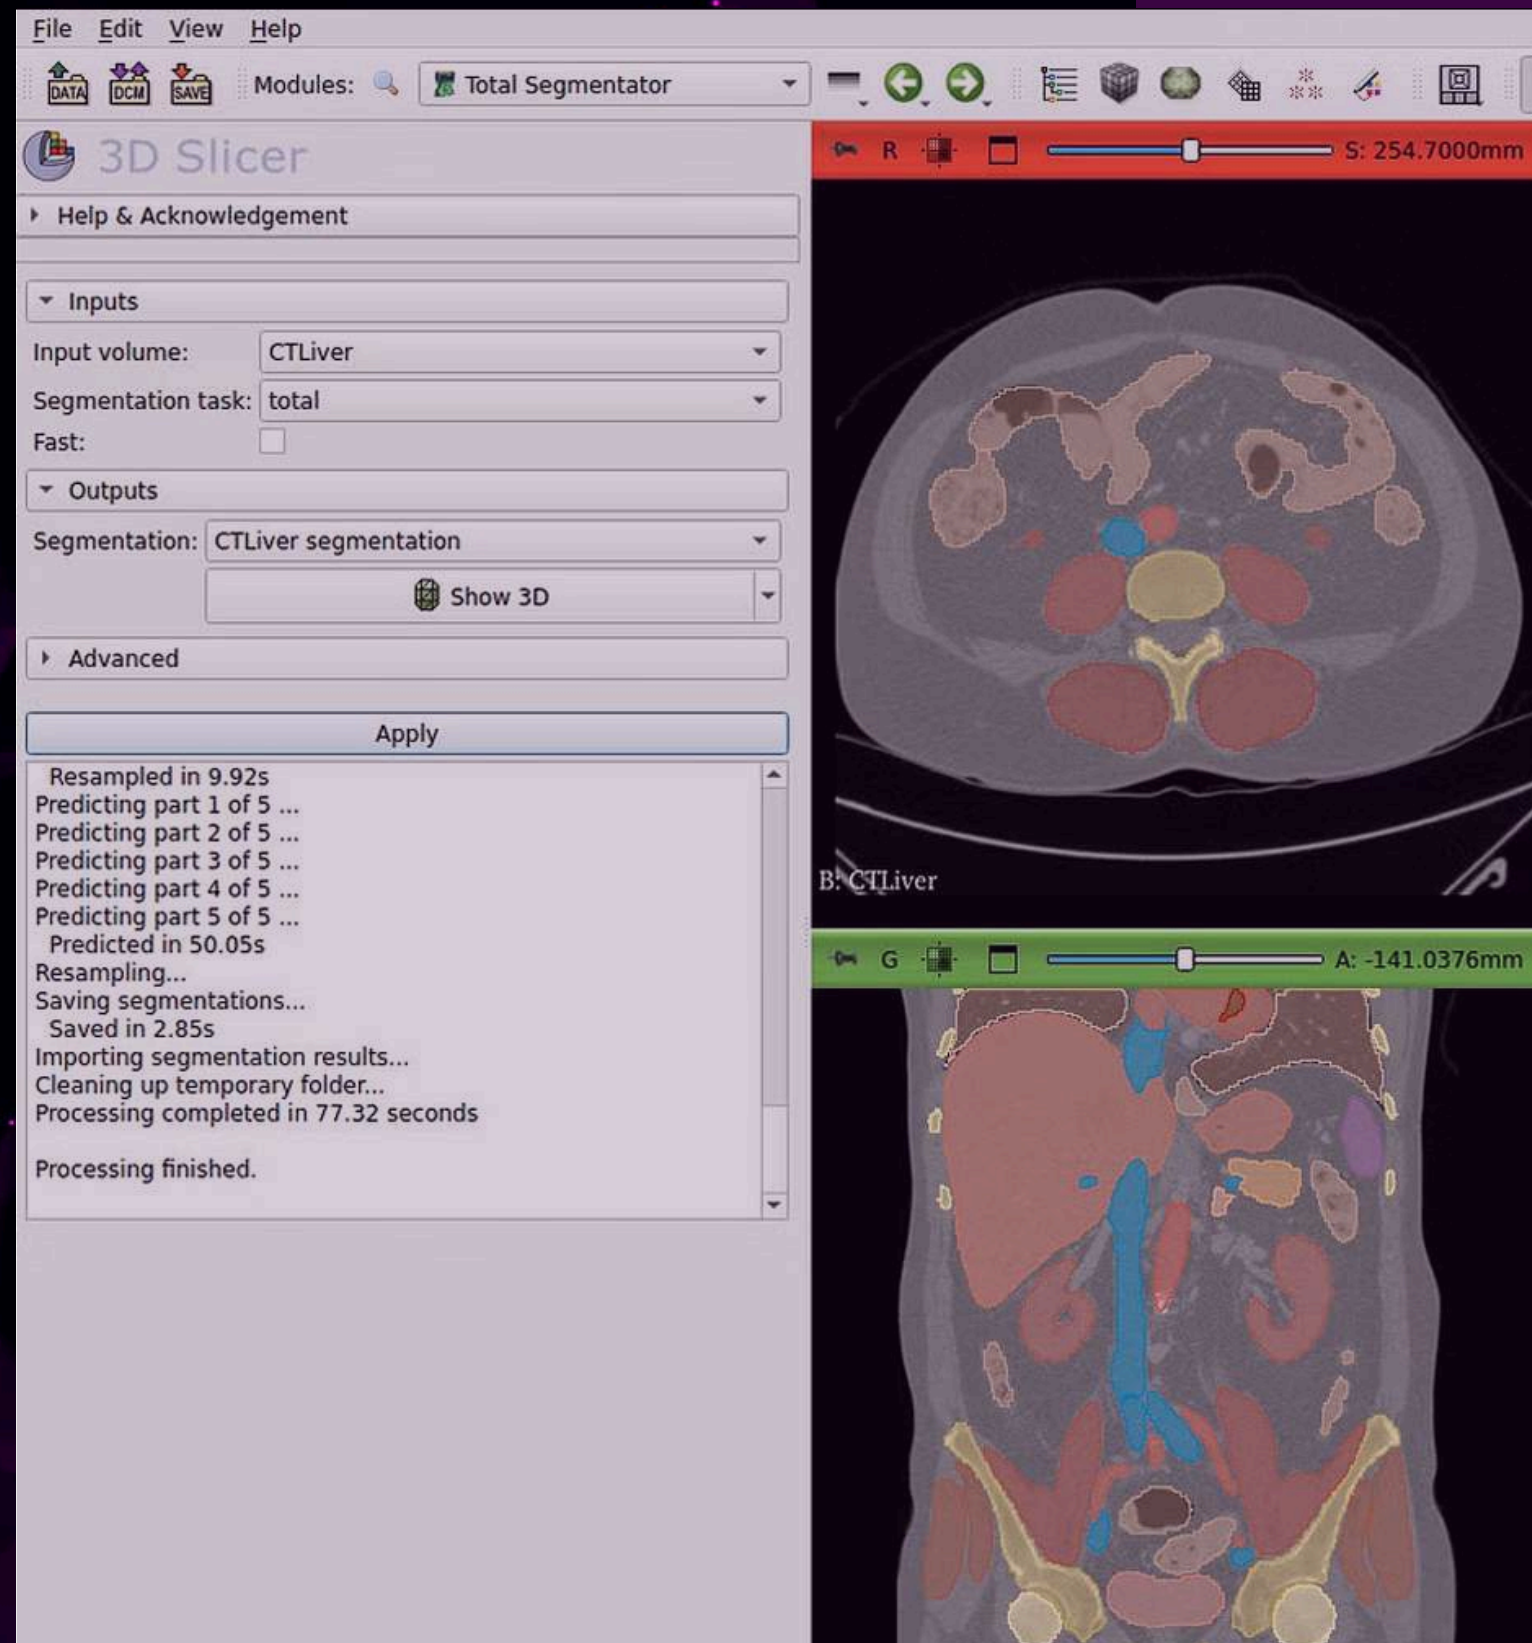 File Edit View Help
DATA DCM SAVE Modules: Total Segmentator
3D Slicer
Help & Acknowledgement
Inputs
Input volume: CTLiver
Segmentation task: total
Fast:
Outputs
Segmentation: CTLiver segmentation
Show 3D
Advanced
Apply
Resampled in 9.92s
Predicting part 1 of 5 ...
Predicting part 2 of 5 ...
Predicting part 3 of 5 ...
Predicting part 4 of 5 ...
Predicting part 5 of 5 ...
Predicted in 50.05s
Resampling...
Saving segmentations...
Saved in 2.85s
Importing segmentation results...
Cleaning up temporary folder...
Processing completed in 77.32 seconds
Processing finished.
R S: 254.7000mm
B: CTLiver
G A: -141.0376mm